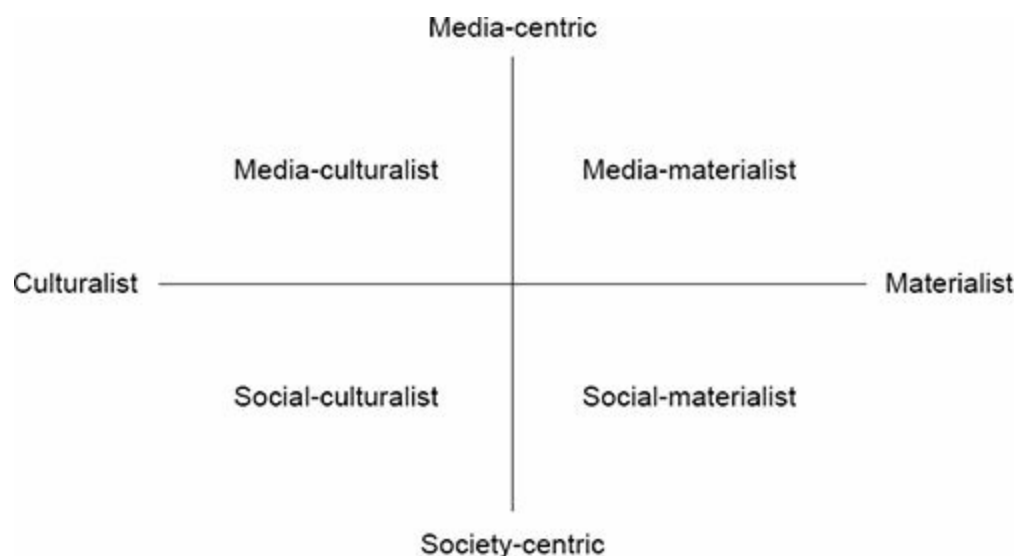 Media-centric
Media-culturalist
Media-materialist
Culturalist
Materialist
Social-culturalist
Social-materialist
Society-centric